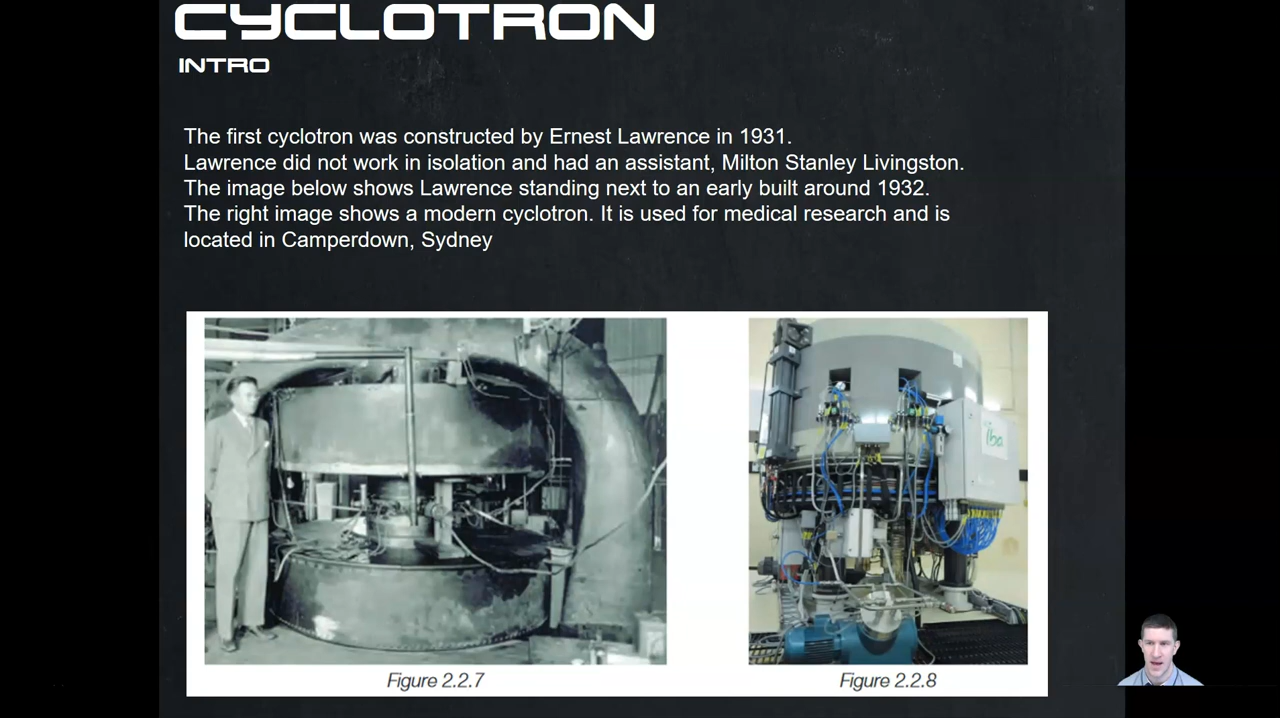 CYCLOTRON
INTRO
The first cyclotron was constructed by Ernest Lawrence in 1931.
Lawrence did not work in isolation and had an assistant, Milton Stanley Livingston.
The image below shows Lawrence standing next to an early built around 1932.
The right image shows a modern cyclotron. It is used for medical research and is
located in Camperdown, Sydney
iba
Figure 2.2.7
Figure 2.2.8